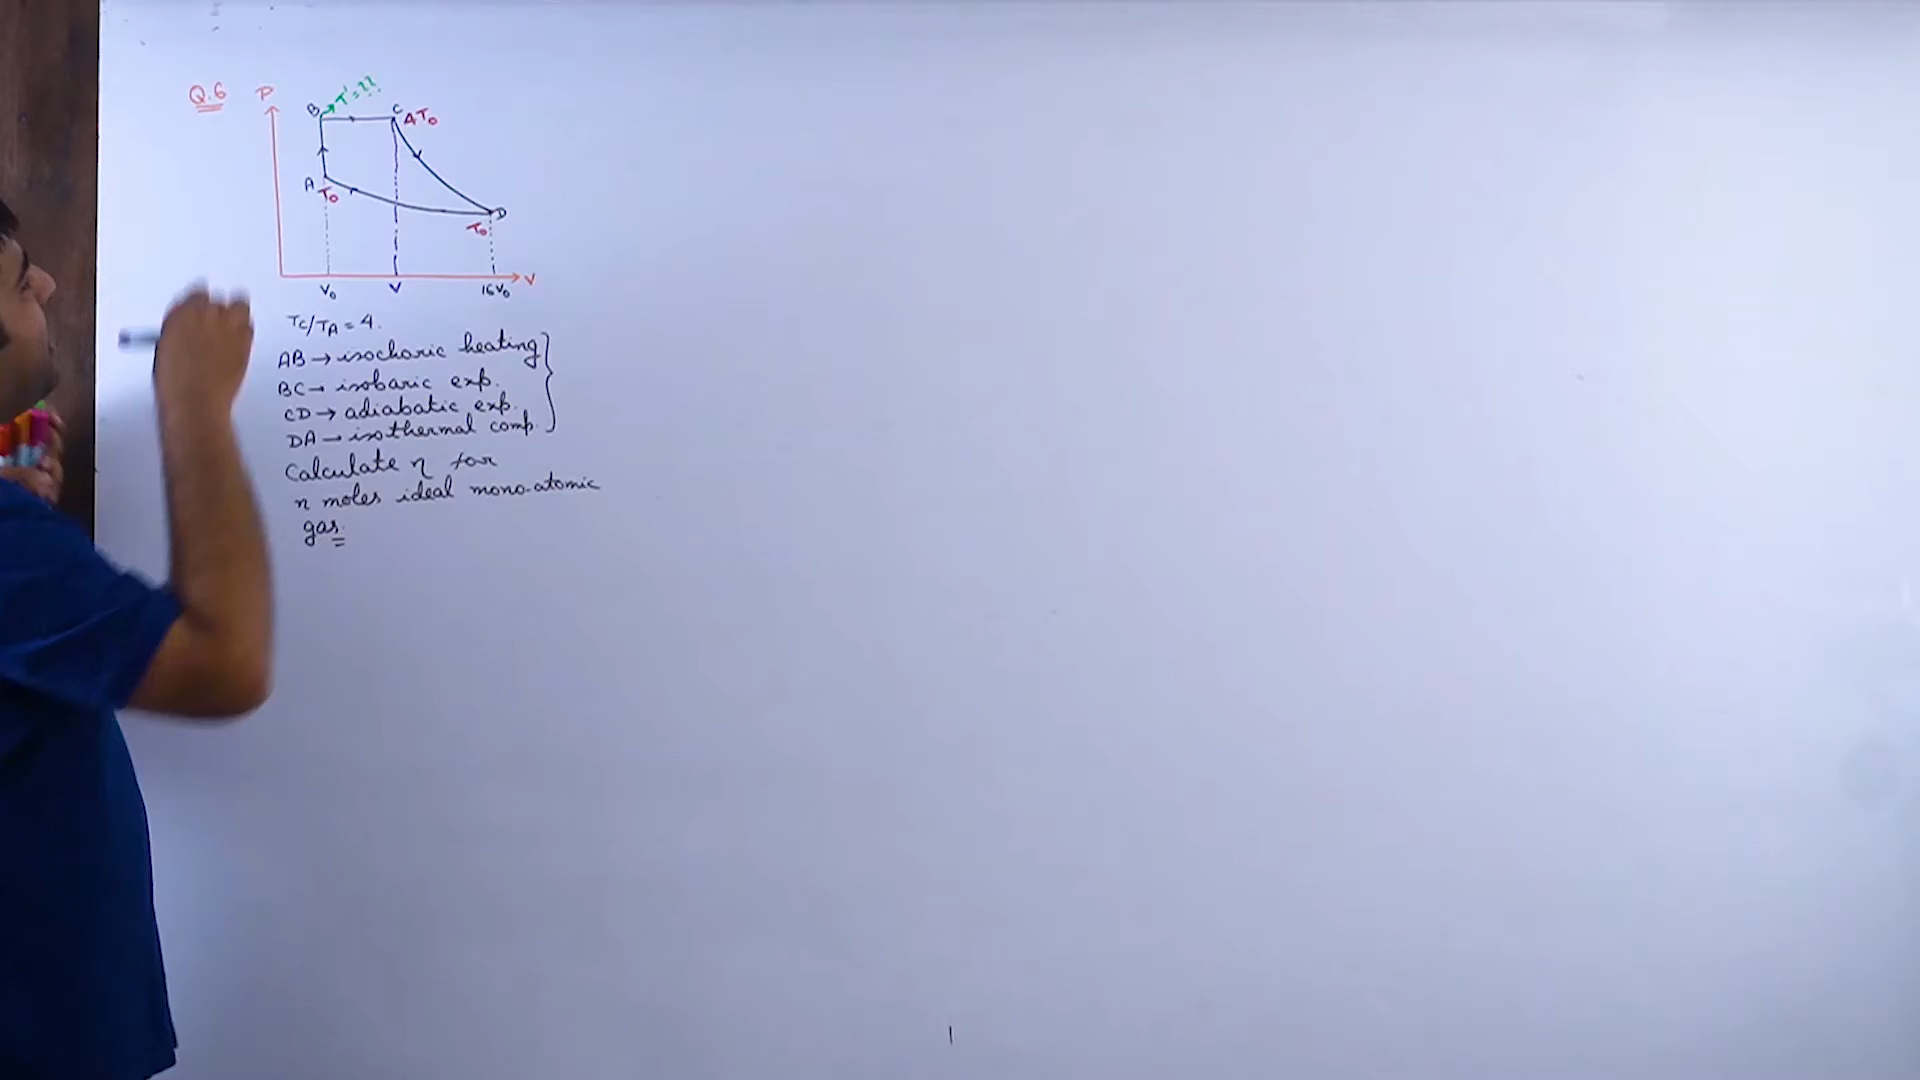 Q.6
P
B
T'=??
C
4T₀
A
T₀
D
T₀
V₀
V
16V₀
V
Tc/TA = 4.
AB → isochoric heating
BC → isobaric exp.
CD → adiabatic exp.
DA → isothermal comp.
Calculate η for
n moles ideal mono-atomic
gas.